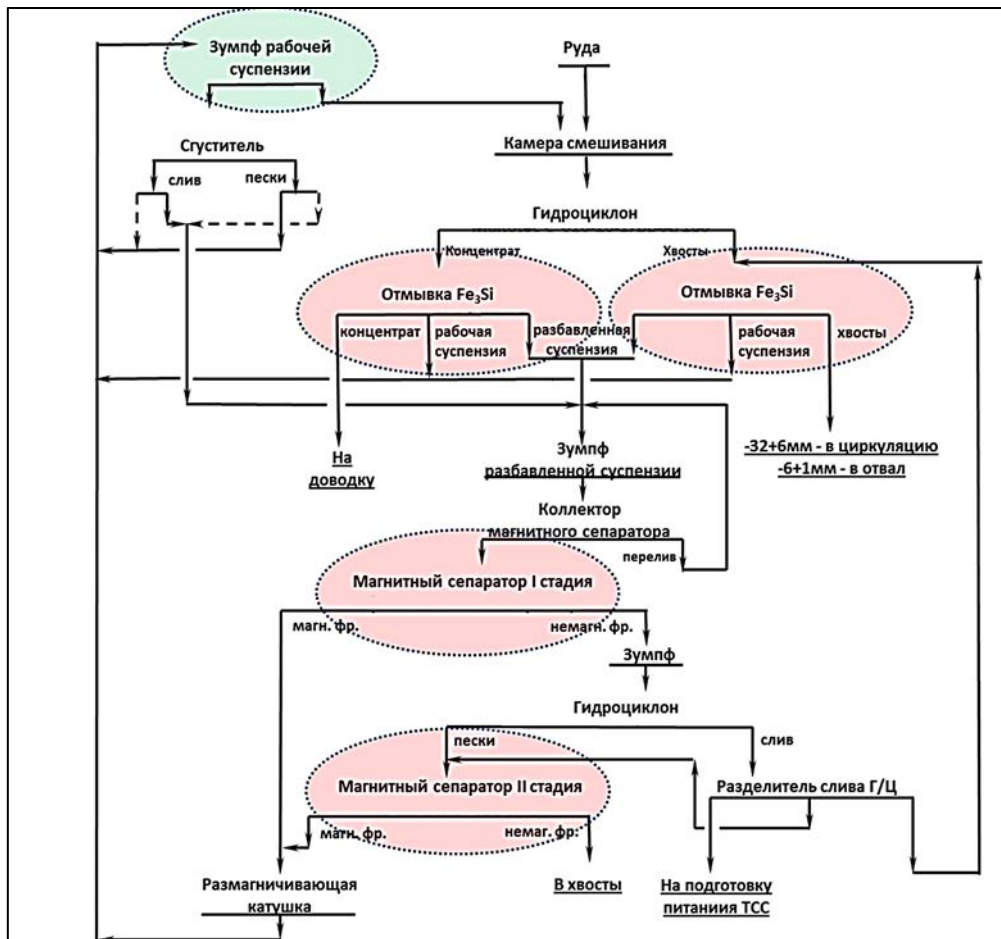 Зумпф рабочей
суспензии
Руда
Камера смешивания
Сгуститель
слив
пески
Гидроциклон
Концентрат
Хвосты
Отмывка Fe₃Si
концентрат
рабочая
суспензия
разбавленная
суспензия
Отмывка Fe₃Si
рабочая
суспензия
хвосты
На
доводку
-32+6мм - в циркуляцию
-6+1мм - в отвал
Зумпф
разбавленной суспензии
Коллектор
магнитного сепаратора
перелив
Магнитный сепаратор I стадия
магн. фр.
немагн. фр.
Зумпф
Гидроциклон
пески
слив
Магнитный сепаратор II стадия
Разделитель слива Г/Ц
магн. фр.
немаг. фр.
Размагничивающая
катушка
В хвосты
На подготовку
питаниия ТСС